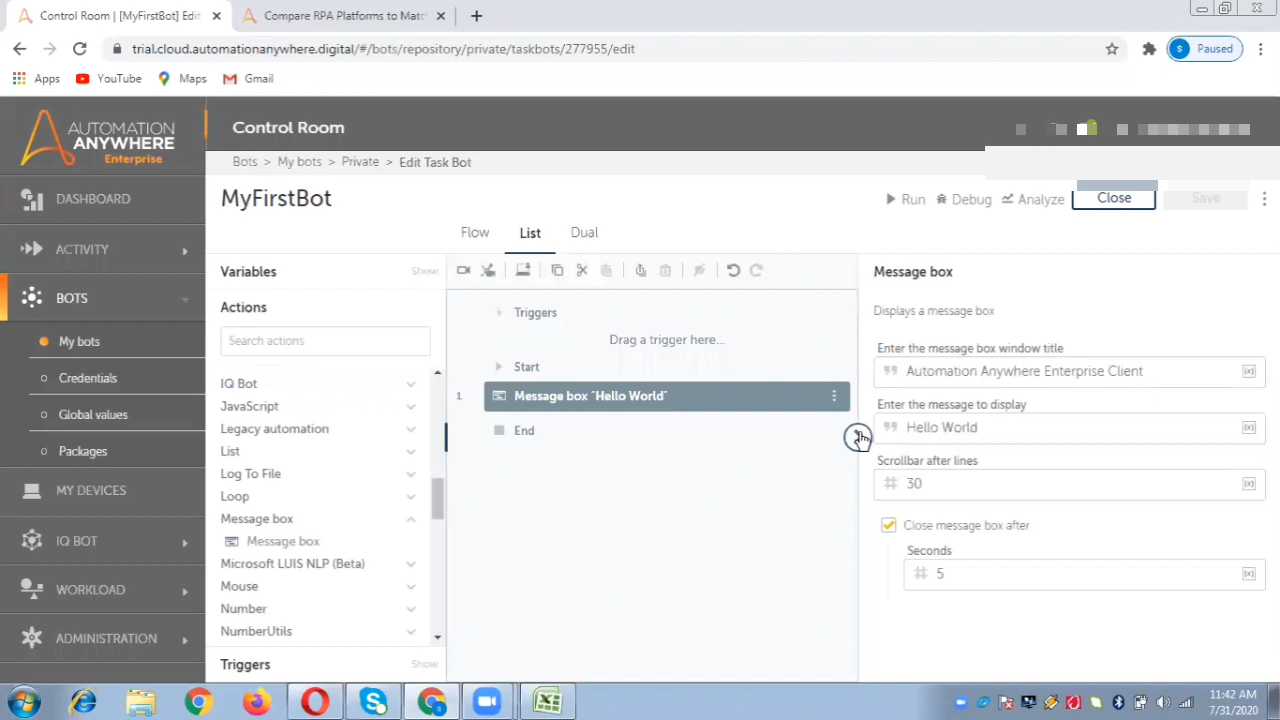 Control Room | [MyFirstBot] Edit
Compare RPA Platforms to Matc
trial.cloud.automationanywhere.digital/#/bots/repository/private/taskbots/277955/edit
S Paused
Apps YouTube Maps Gmail
AUTOMATION
ANYWHERE
Enterprise
Control Room
Bots > My bots > Private > Edit Task Bot
DASHBOARD
MyFirstBot
Run Debug Analyze Close Save
Flow List Dual
ACTIVITY
Variables Show
Message box
BOTS
Actions
Displays a message box
Triggers
Search actions
Drag a trigger here...
My bots
Enter the message box window title
Start
Automation Anywhere Enterprise Client
Credentials
IQ Bot
1 Message box "Hello World"
JavaScript
Enter the message to display
Global values
Legacy automation
End
Hello World
Packages
List
Scrollbar after lines
Log To File
30
MY DEVICES
Loop
Message box
Close message box after
IQ BOT
Message box
Seconds
Microsoft LUIS NLP (Beta)
5
WORKLOAD
Mouse
Number
ADMINISTRATION
NumberUtils
Triggers Show
11:42 AM
7/31/2020